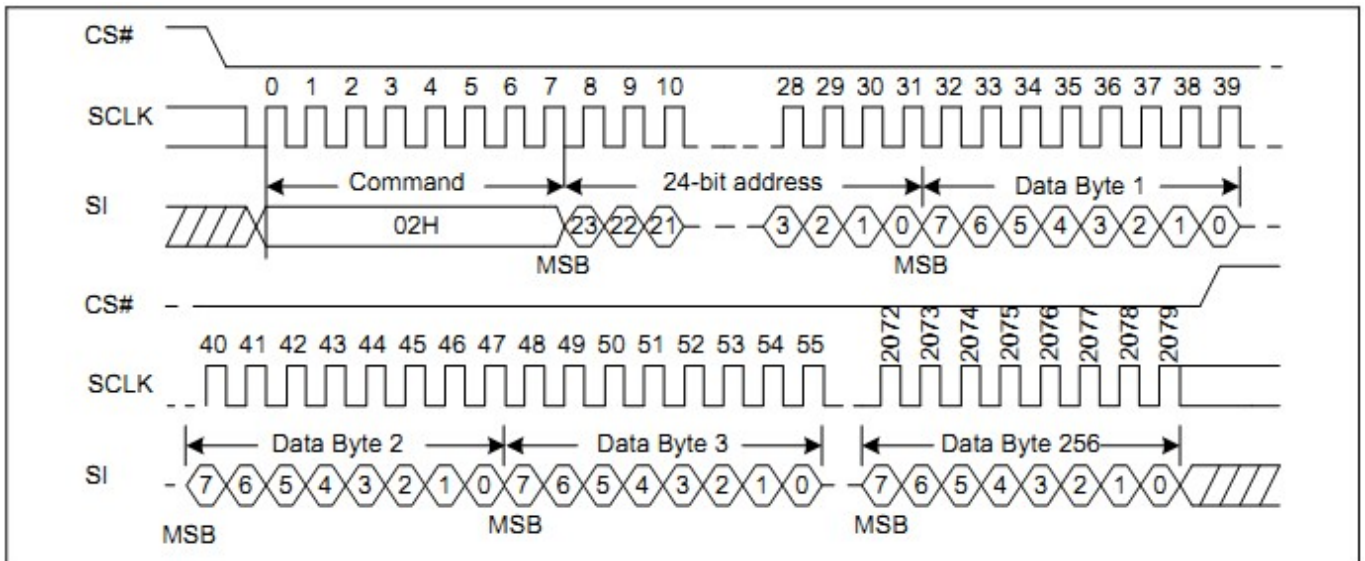 CS#
0 1 2 3 4 5 6 7 8 9 10 28 29 30 31 32 33 34 35 36 37 38 39
SCLK
Command 24-bit address Data Byte 1
SI
02H 23 22 21 3 2 1 0 7 6 5 4 3 2 1 0
MSB MSB
CS#
40 41 42 43 44 45 46 47 48 49 50 51 52 53 54 55 2072 2073 2074 2075 2076 2077 2078 2079
SCLK
Data Byte 2 Data Byte 3 Data Byte 256
SI
7 6 5 4 3 2 1 0 7 6 5 4 3 2 1 0 7 6 5 4 3 2 1 0
MSB MSB MSB